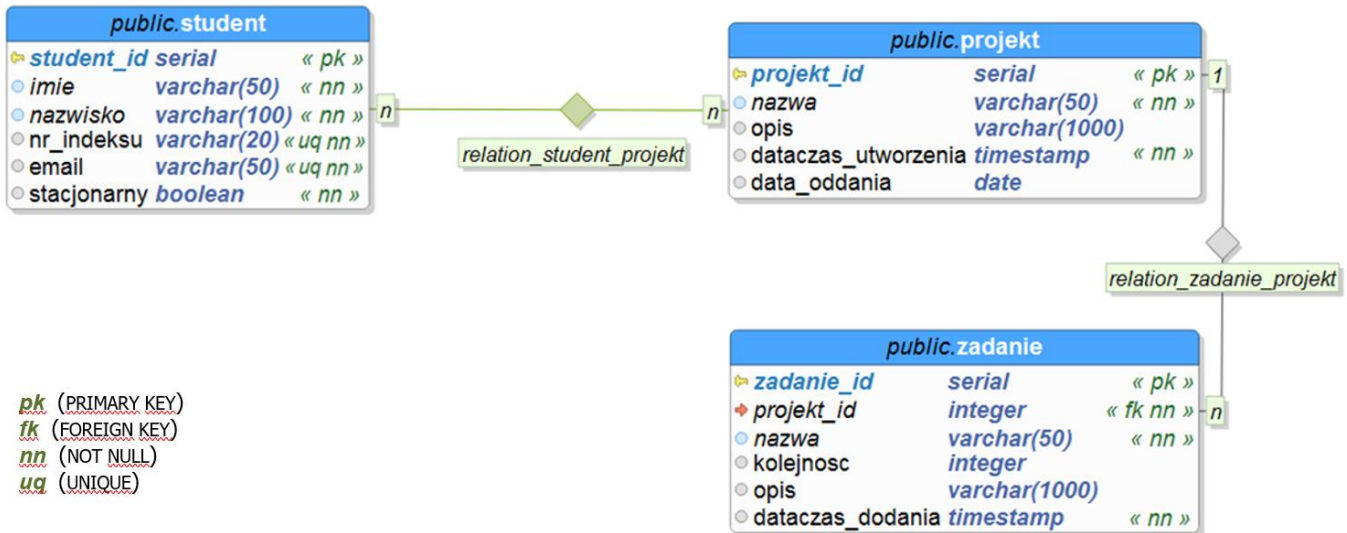 public.student
student_id serial « pk »
imie varchar(50) « nn »
nazwisko varchar(100) « nn »
nr_indeksu varchar(20) « uq nn »
email varchar(50) « uq nn »
stacjonarny boolean « nn »
n
relation_student_projekt
n
public.projekt
projekt_id serial « pk »
nazwa varchar(50) « nn »
opis varchar(1000)
dataczas_utworzenia timestamp « nn »
data_oddania date
1
relation_zadanie_projekt
public.zadanie
zadanie_id serial « pk »
projekt_id integer « fk nn »
nazwa varchar(50) « nn »
kolejnosc integer
opis varchar(1000)
dataczas_dodania timestamp « nn »
n
pk (PRIMARY KEY)
fk (FOREIGN KEY)
nn (NOT NULL)
uq (UNIQUE)